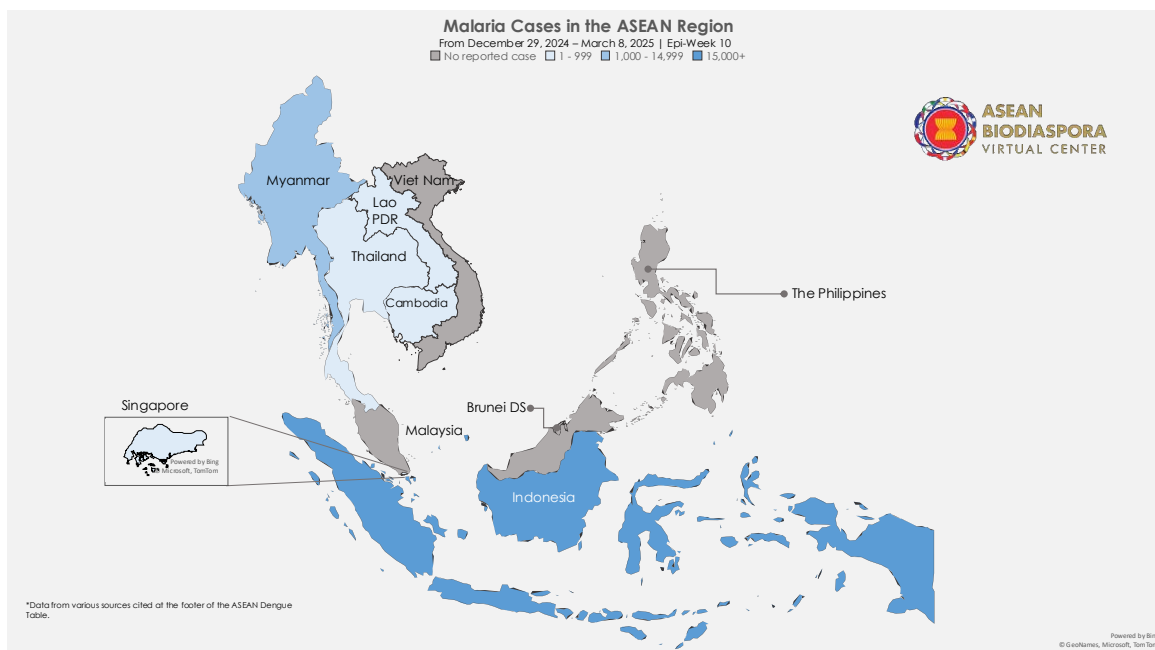 Malaria Cases in the ASEAN Region
From December 29, 2024 – March 8, 2025 | Epi-Week 10
No reported case 1 - 999 1,000 - 14,999 15,000+
ASEAN
BIODIASPORA
VIRTUAL CENTER
Myanmar
Viet Nam
Lao
PDR
Thailand
Cambodia
The Philippines
Singapore
Brunei DS
Malaysia
Powered by Bing
© Microsoft, TomTom
Indonesia
*Data from various sources cited at the footer of the ASEAN Dengue
Table.
Powered by Bing
© GeoNames, Microsoft, TomTom